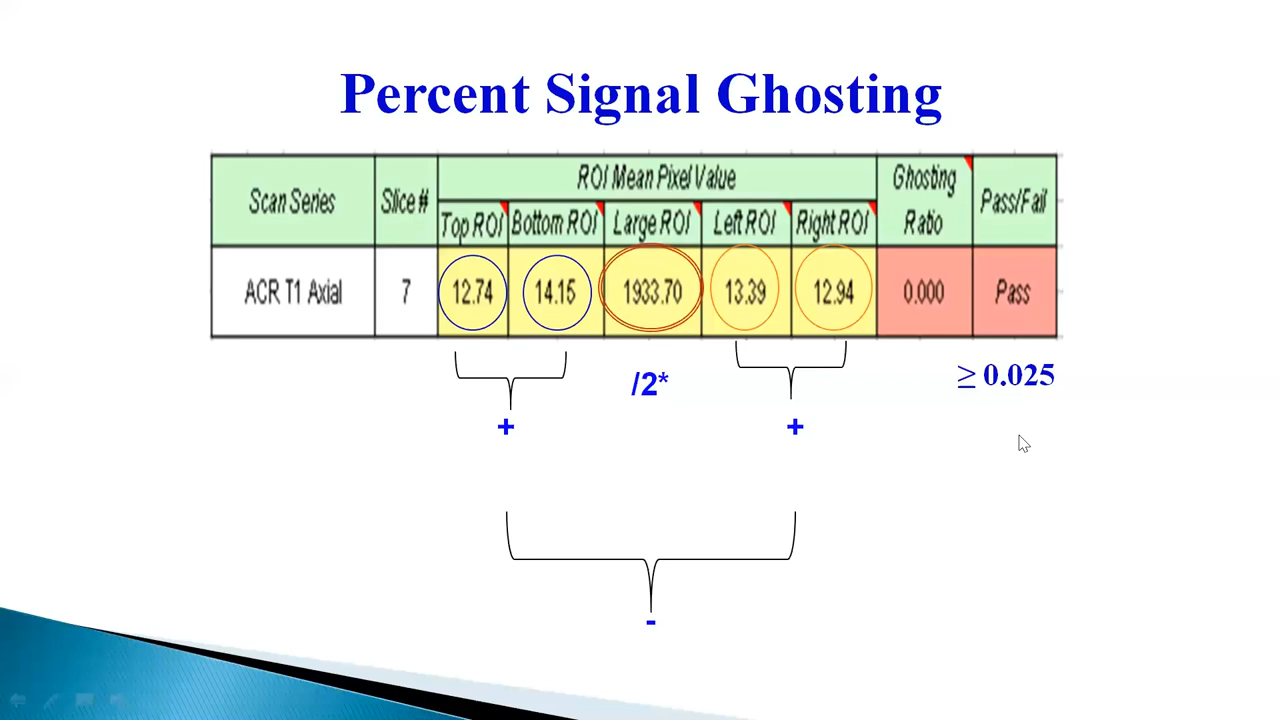 Percent Signal Ghosting
Scan Series Slice # ROI Mean Pixel Value Ghosting Ratio Pass/Fail
Top ROI Bottom ROI Large ROI Left ROI Right ROI
ACR T1 Axial 7 12.74 14.15 1933.70 13.39 12.94 0.000 Pass
/2* ≥ 0.025
+ +
-